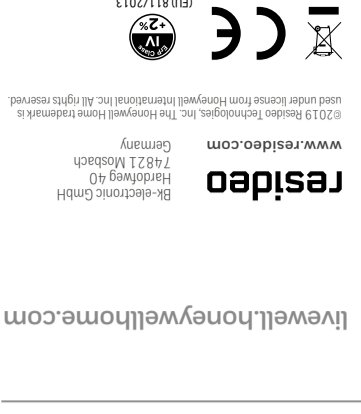 livewell.honeywellhome.com
resideo
www.resideo.com
Bk-electronic GmbH
Hardofweg 40
74821 Mosbach
Germany
©2019 Resideo Technologies, Inc. The Honeywell Home trademark is
used under license from Honeywell International Inc. All rights reserved.
CE
ErP Class
IV
+2%
(EU) 811/2013